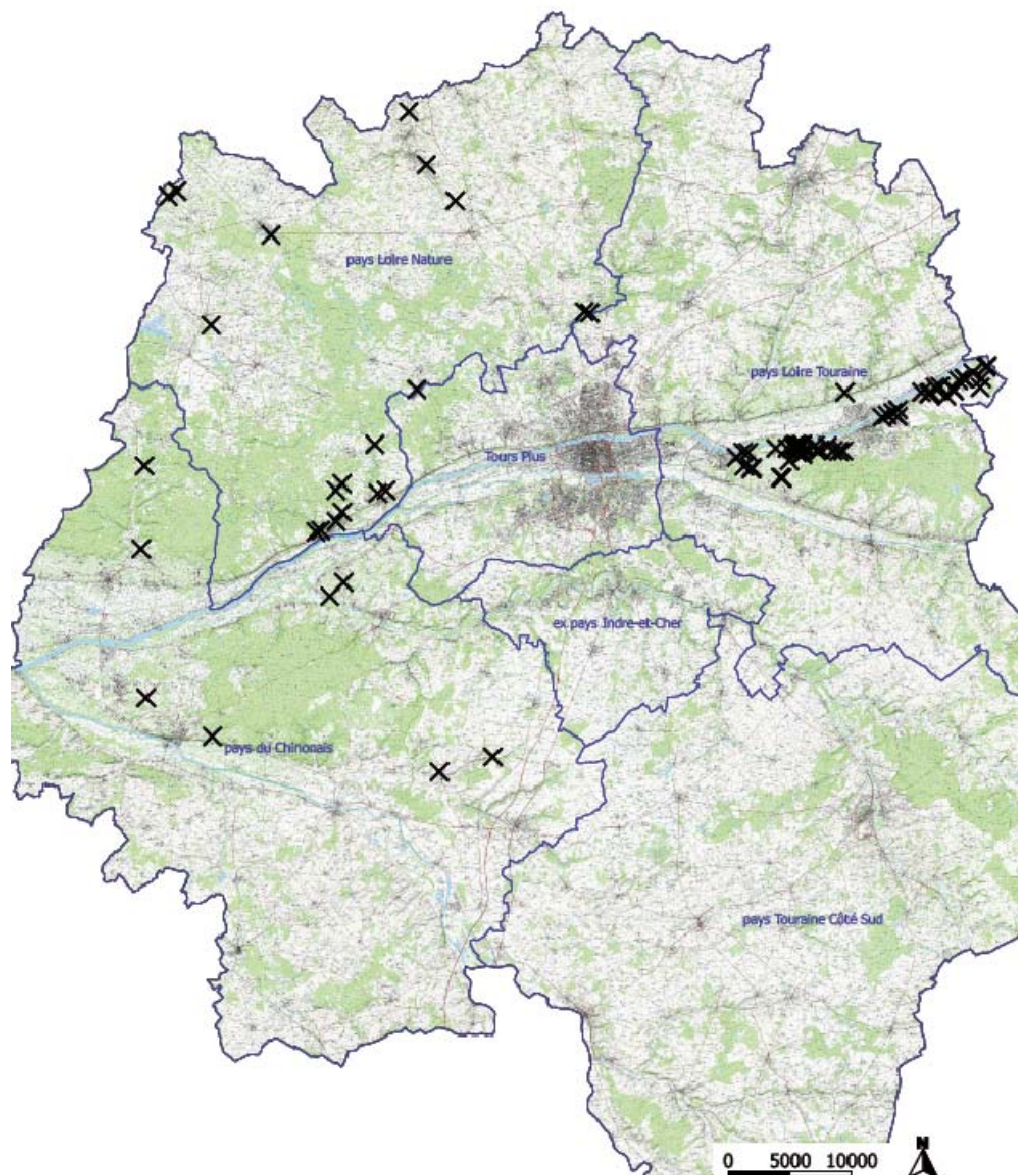 pays Loire Nature
pays Loire Touraine
Tours Plus
ex pays Indre-et-Cher
pays du Chinonais
pays Touraine Côté Sud
N
0 5000 10000